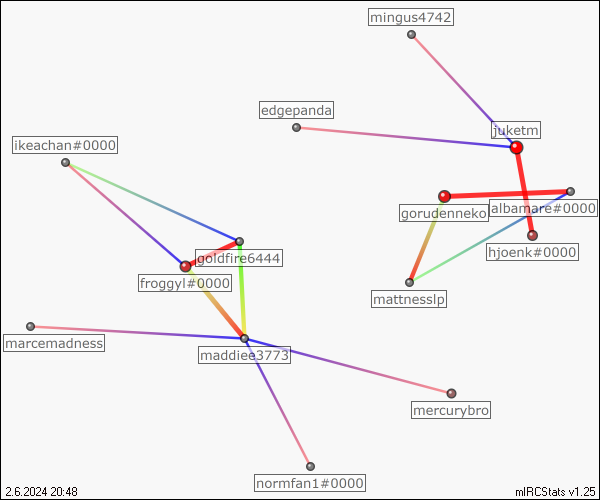 mingus4742
edgepanda
juketm
ikeachan#0000
gorudenneko
albamare#0000
hjoenk#0000
goldfire6444
froggyl#0000
mattnesslp
marcemadness
maddiee3773
mercurybro
normfan1#0000
2.6.2024 20:48
mIRCStats v1.25